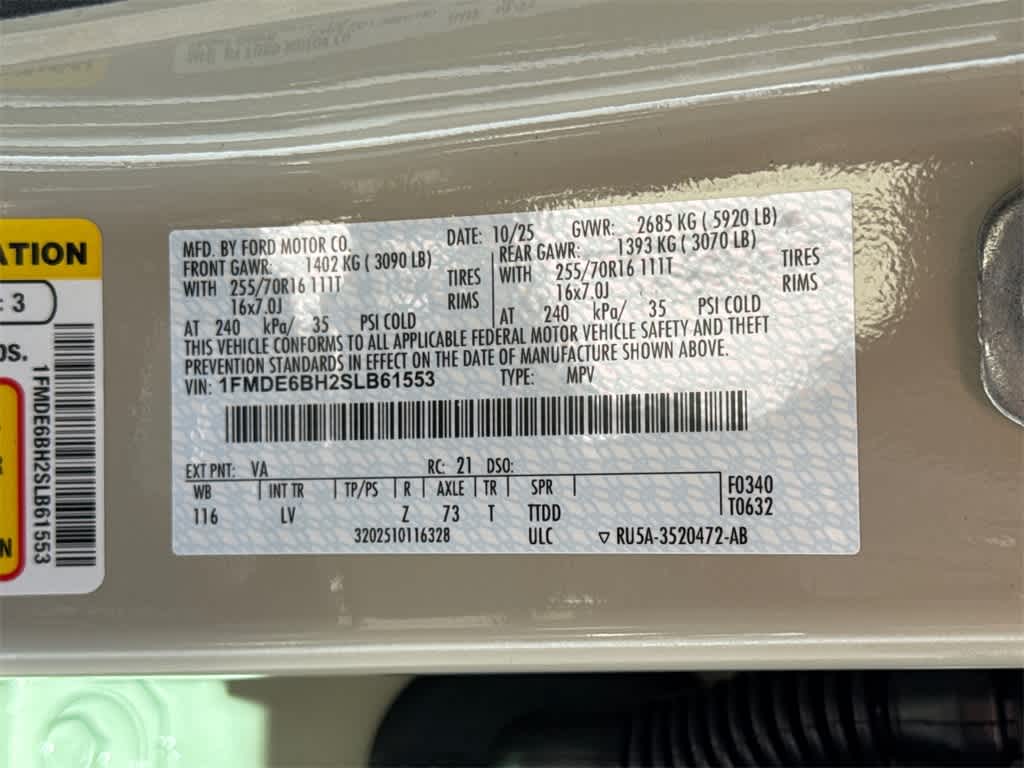 MFD. BY FORD MOTOR CO.
DATE: 10/25 GVWR: 2685 KG ( 5920 LB)
FRONT GAWR: 1402 KG ( 3090 LB)
REAR GAWR: 1393 KG ( 3070 LB)
WITH 255/70R16 111T TIRES
WITH 255/70R16 111T TIRES
16x7.0J RIMS
16x7.0J RIMS
AT 240 kPa/ 35 PSI COLD
AT 240 kPa/ 35 PSI COLD
THIS VEHICLE CONFORMS TO ALL APPLICABLE FEDERAL MOTOR VEHICLE SAFETY AND THEFT
PREVENTION STANDARDS IN EFFECT ON THE DATE OF MANUFACTURE SHOWN ABOVE.
VIN: 1FMDE6BH2SLB61553 TYPE: MPV
EXT PNT: VA RC: 21 DSO:
WB INT TR TP/PS R AXLE TR SPR F0340
116 LV Z 73 T TTDD T0632
3202510116328 ULC ▽ RU5A-3520472-AB
ATION
: 3
1FMDE6BH2SLB61553